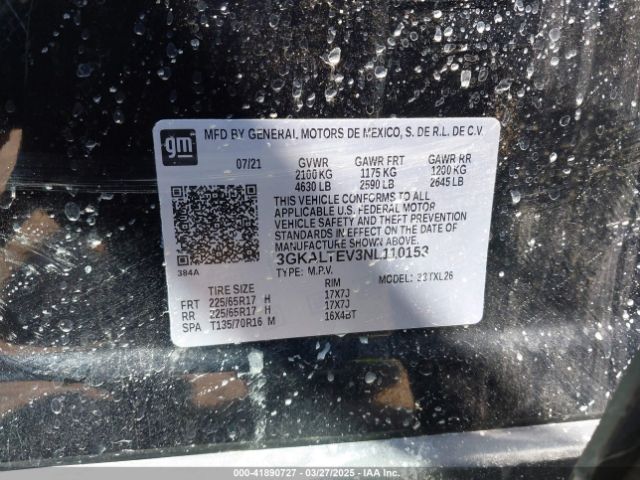 gm MFD BY GENERAL MOTORS DE MEXICO, S. DE R.L. DE C.V.
07/21 GVWR GAWR FRT GAWR RR
2100 KG 1175 KG 1200 KG
4630 LB 2590 LB 2645 LB
THIS VEHICLE CONFORMS TO ALL
APPLICABLE U.S. FEDERAL MOTOR
VEHICLE SAFETY AND THEFT PREVENTION
STANDARDS IN EFFECT ON THE DATE OF
MANUFACTURE SHOWN ABOVE.
3GKALTEV3NL110153
384A TYPE: M.P.V. MODEL: 33TXL26
TIRE SIZE RIM
FRT 225/65R17 H 17X7J
RR 225/65R17 H 17X7J
SPA T135/70R16 M 16X4BT
000-41890727 — 03/27/2025 — IAA Inc.